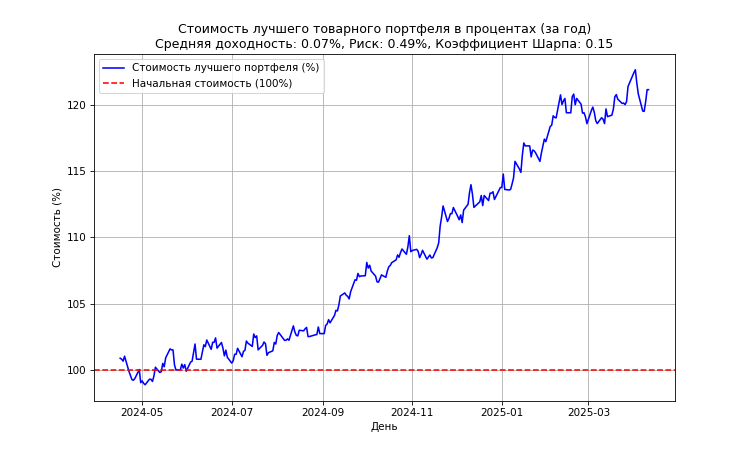 Стоимость лучшего товарного портфеля в процентах (за год)
Средняя доходность: 0.07%, Риск: 0.49%, Коэффициент Шарпа: 0.15
Стоимость лучшего портфеля (%)
Начальная стоимость (100%)
Стоимость (%)
120
115
110
105
100
2024-05 2024-07 2024-09 2024-11 2025-01 2025-03
День